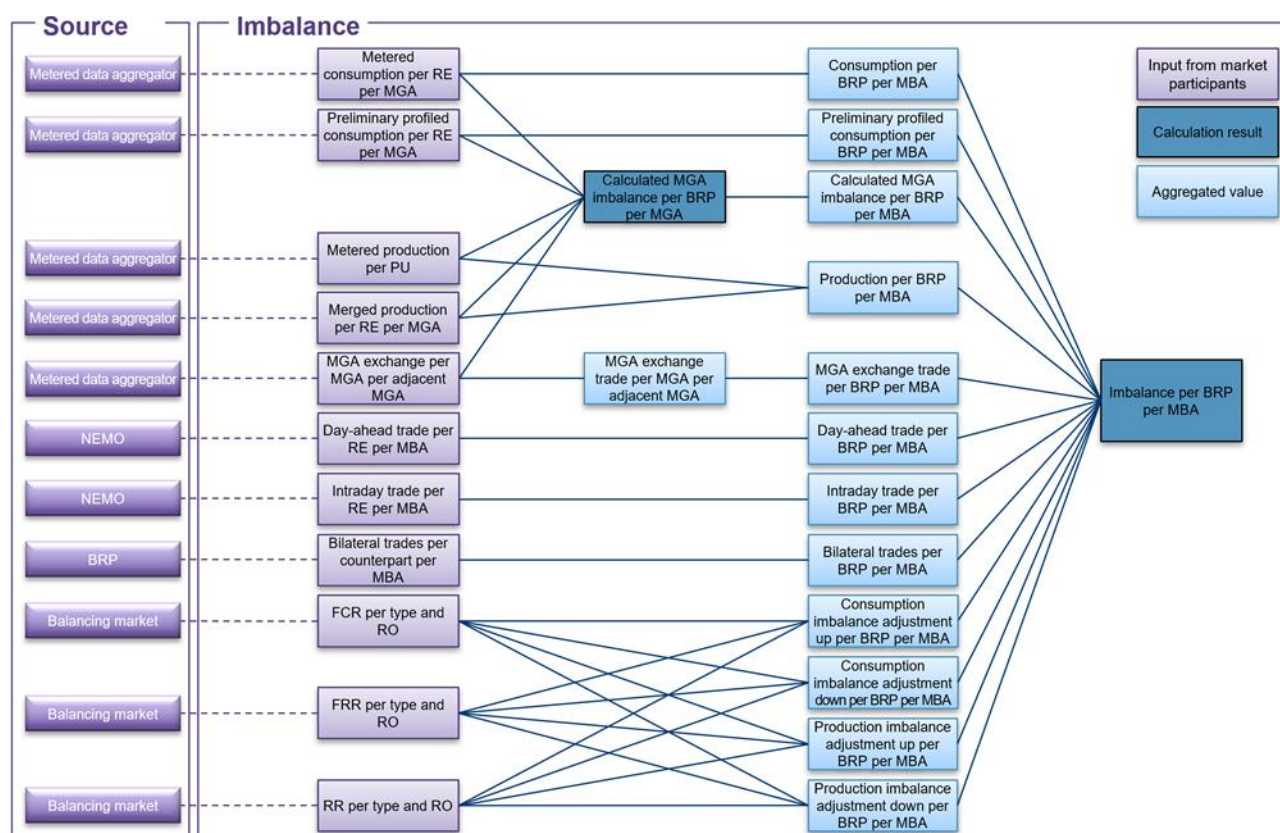 Source
Imbalance
Metered data aggregator
Metered
consumption per RE
per MGA
Consumption per
BRP per MBA
Input from market
participants
Metered data aggregator
Preliminary profiled
consumption per RE
per MGA
Preliminary profiled
consumption per
BRP per MBA
Calculation result
Calculated MGA
imbalance per BRP
per MGA
Calculated MGA
imbalance per BRP
per MBA
Aggregated value
Metered data aggregator
Metered production
per PU
Production per BRP
per MBA
Metered data aggregator
Merged production
per RE per MGA
Metered data aggregator
MGA exchange per
MGA per adjacent
MGA
MGA exchange
trade per MGA per
adjacent MGA
MGA exchange trade
per BRP per MBA
Imbalance per BRP
per MBA
NEMO
Day-ahead trade per
RE per MBA
Day-ahead trade per
BRP per MBA
NEMO
Intraday trade per
RE per MBA
Intraday trade per
BRP per MBA
BRP
Bilateral trades per
counterpart per
MBA
Bilateral trades per
BRP per MBA
Balancing market
FCR per type and
RO
Consumption
imbalance adjustment
up per BRP per MBA
Consumption
imbalance adjustment
down per BRP per MBA
Balancing market
FRR per type and
RO
Production imbalance
adjustment up per
BRP per MBA
Balancing market
RR per type and RO
Production imbalance
adjustment down per
BRP per MBA